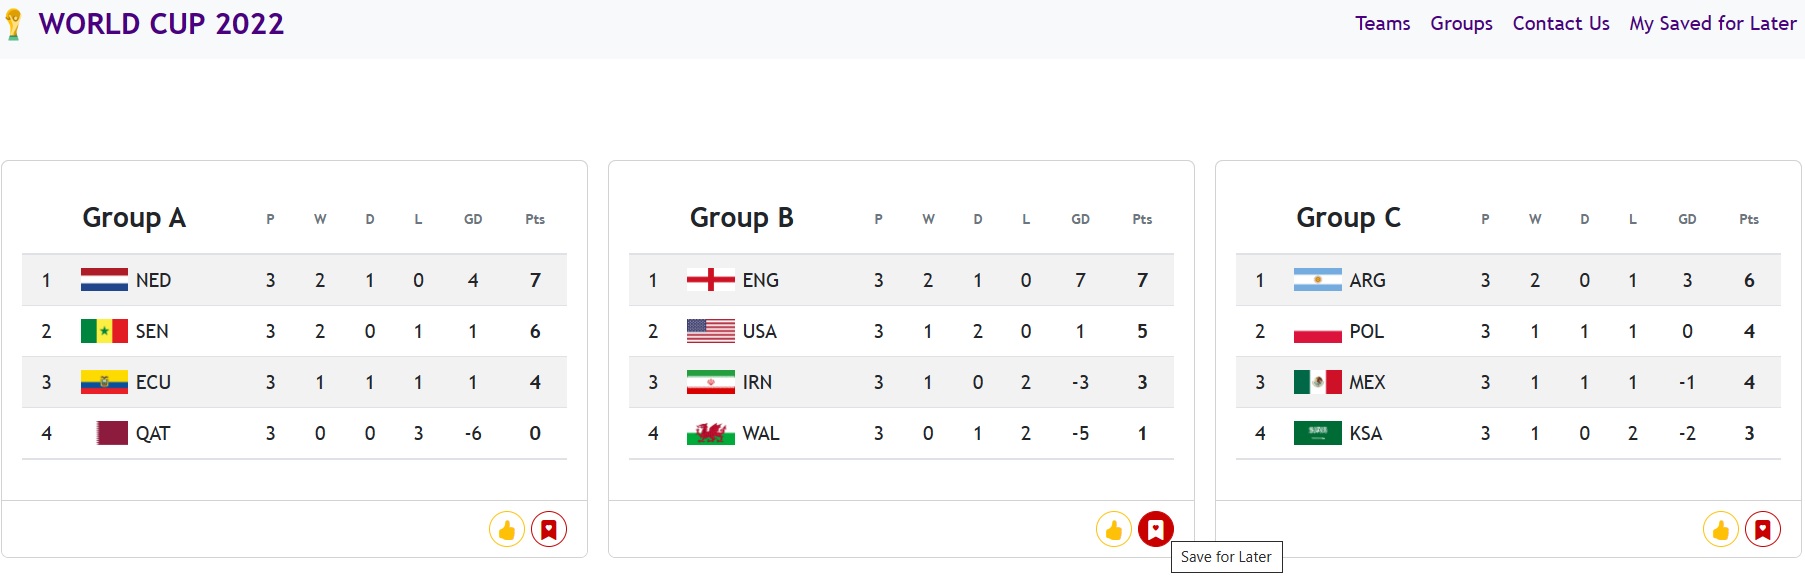 WORLD CUP 2022
Teams Groups Contact Us My Saved for Later
Group A P W D L GD Pts
1 NED 3 2 1 0 4 7
2 SEN 3 2 0 1 1 6
3 ECU 3 1 1 1 1 4
4 QAT 3 0 0 3 -6 0
Group B P W D L GD Pts
1 ENG 3 2 1 0 7 7
2 USA 3 1 2 0 1 5
3 IRN 3 1 0 2 -3 3
4 WAL 3 0 1 2 -5 1
Save for Later
Group C P W D L GD Pts
1 ARG 3 2 0 1 3 6
2 POL 3 1 1 1 0 4
3 MEX 3 1 1 1 -1 4
4 KSA 3 1 0 2 -2 3